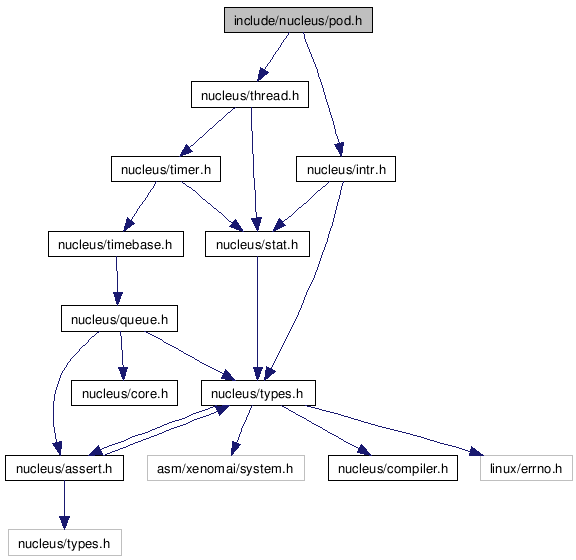 include/nucleus/pod.h
nucleus/thread.h
nucleus/timer.h
nucleus/intr.h
nucleus/timebase.h
nucleus/stat.h
nucleus/queue.h
nucleus/core.h
nucleus/types.h
nucleus/assert.h
asm/xenomai/system.h
nucleus/compiler.h
linux/errno.h
nucleus/types.h